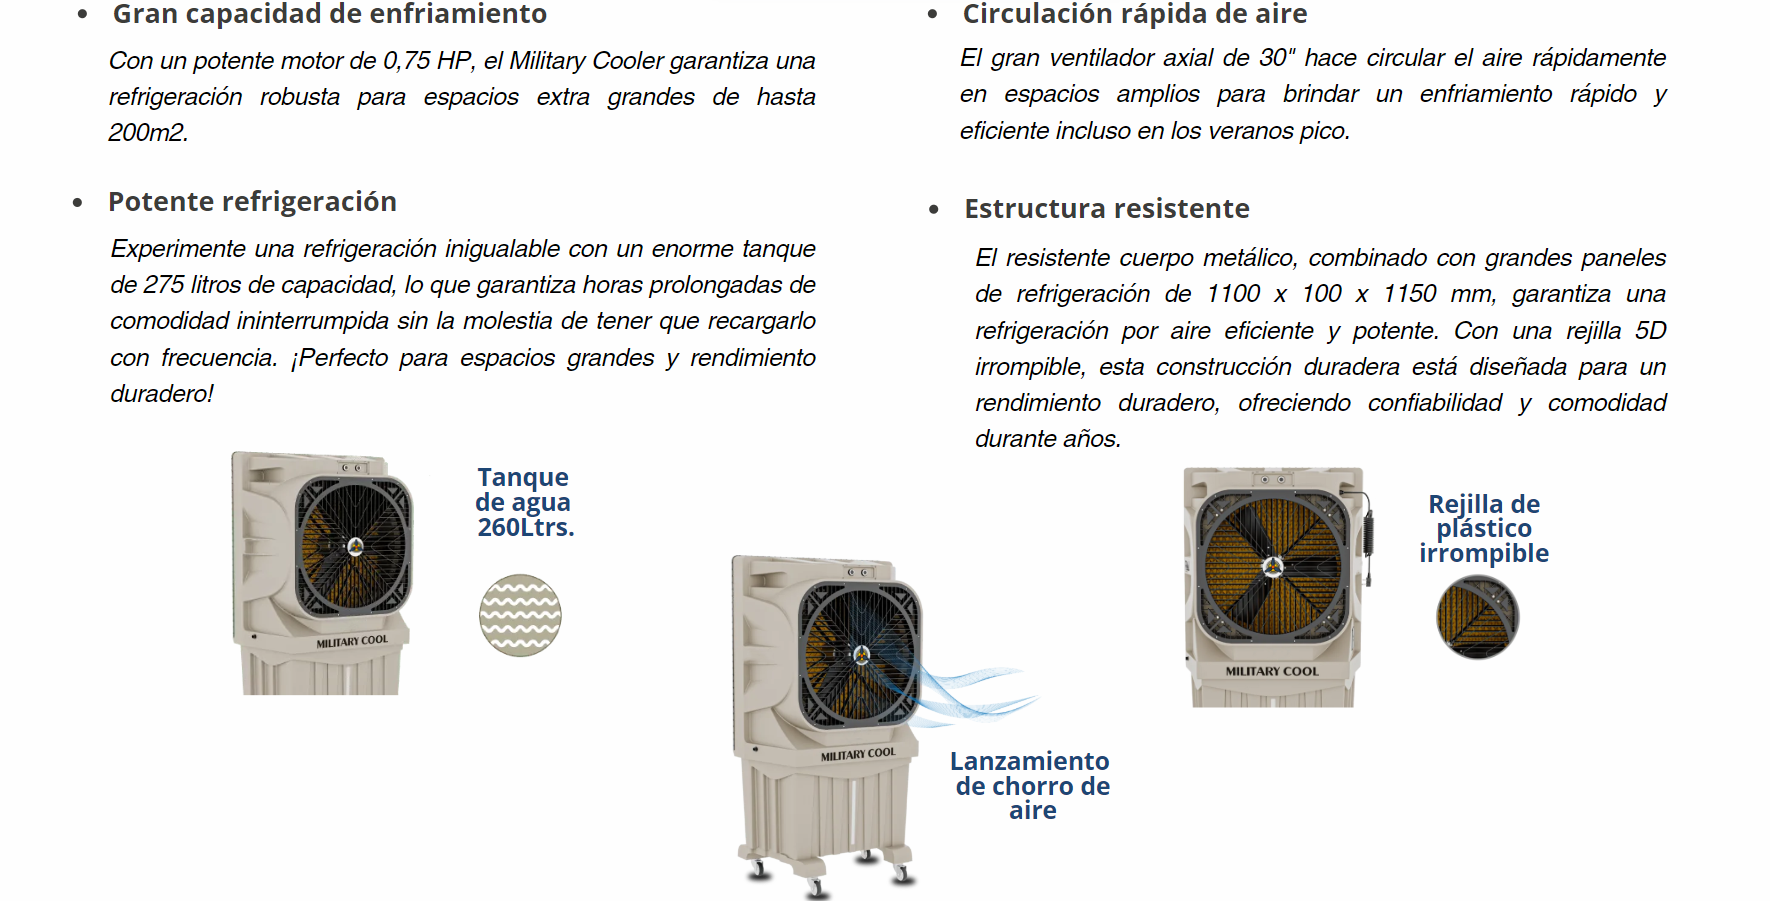 • Gran capacidad de enfriamiento
Con un potente motor de 0,75 HP, el Military Cooler garantiza una
refrigeración robusta para espacios extra grandes de hasta
200m2.
• Potente refrigeración
Experimente una refrigeración inigualable con un enorme tanque
de 275 litros de capacidad, lo que garantiza horas prolongadas de
comodidad ininterrumpida sin la molestia de tener que recargarlo
con frecuencia. ¡Perfecto para espacios grandes y rendimiento
duradero!
• Circulación rápida de aire
El gran ventilador axial de 30" hace circular el aire rápidamente
en espacios amplios para brindar un enfriamiento rápido y
eficiente incluso en los veranos pico.
• Estructura resistente
El resistente cuerpo metálico, combinado con grandes paneles
de refrigeración de 1100 x 100 x 1150 mm, garantiza una
refrigeración por aire eficiente y potente. Con una rejilla 5D
irrompible, esta construcción duradera está diseñada para un
rendimiento duradero, ofreciendo confiabilidad y comodidad
durante años.
Tanque
de agua
260Ltrs.
MILITARY COOL
Lanzamiento
de chorro de
aire
MILITARY COOL
Rejilla de
plástico
irrompible
MILITARY COOL